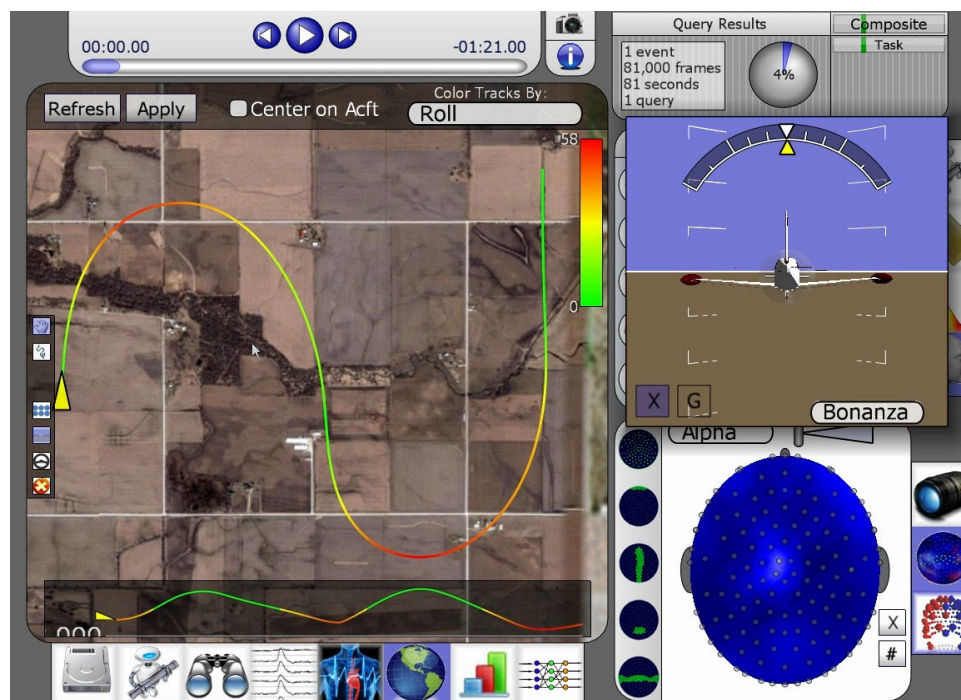 00:00.00
-01:21.00
Query Results
1 event
81,000 frames
81 seconds
1 query
4%
Composite
Task
Refresh
Apply
Center on Acft
Color Tracks By:
Roll
58
0
X
G
Bonanza
Alpha
000
X
#